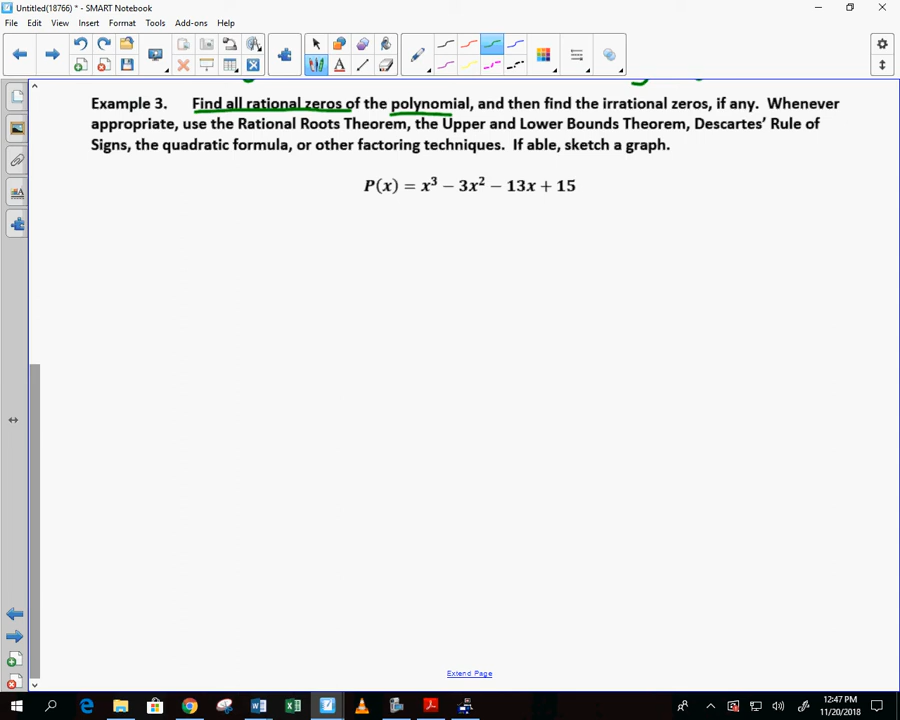 Untitled(18766) * - SMART Notebook
File Edit View Insert Format Tools Add-ons Help
Example 3. Find all rational zeros of the polynomial, and then find the irrational zeros, if any. Whenever
appropriate, use the Rational Roots Theorem, the Upper and Lower Bounds Theorem, Descartes' Rule of
Signs, the quadratic formula, or other factoring techniques. If able, sketch a graph.
P(x) = x³ − 3x² − 13x + 15
Extend Page
12:47 PM
11/20/2018